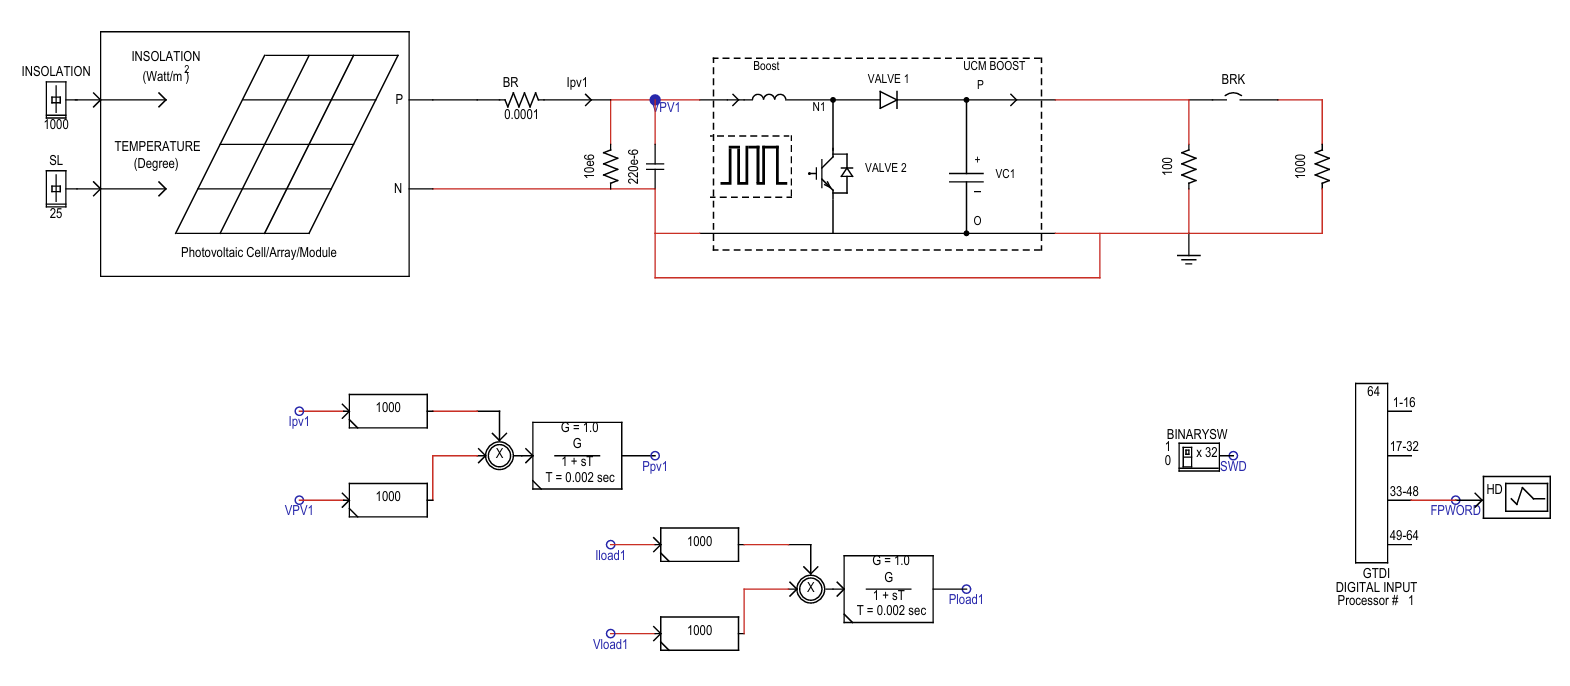 INSOLATION
1000
SL
25
INSOLATION
(Watt/m2)
TEMPERATURE
(Degree)
Photovoltaic Cell/Array/Module
P
N
BR
0.0001
Ipv1
VPV1
10e6
220e-6
Boost
UCM BOOST
VALVE 1
P
N1
VALVE 2
+
VC1
−
O
BRK
100
1000
Ipv1
1000
VPV1
1000
X
G = 1.0
G
1 + sT
T = 0.002 sec
Ppv1
Iload1
1000
Vload1
1000
X
G = 1.0
G
1 + sT
T = 0.002 sec
Pload1
BINARYSW
1
0
x 32
SWD
64
1-16
17-32
33-48
49-64
FPWORD
HD
GTDI
DIGITAL INPUT
Processor # 1